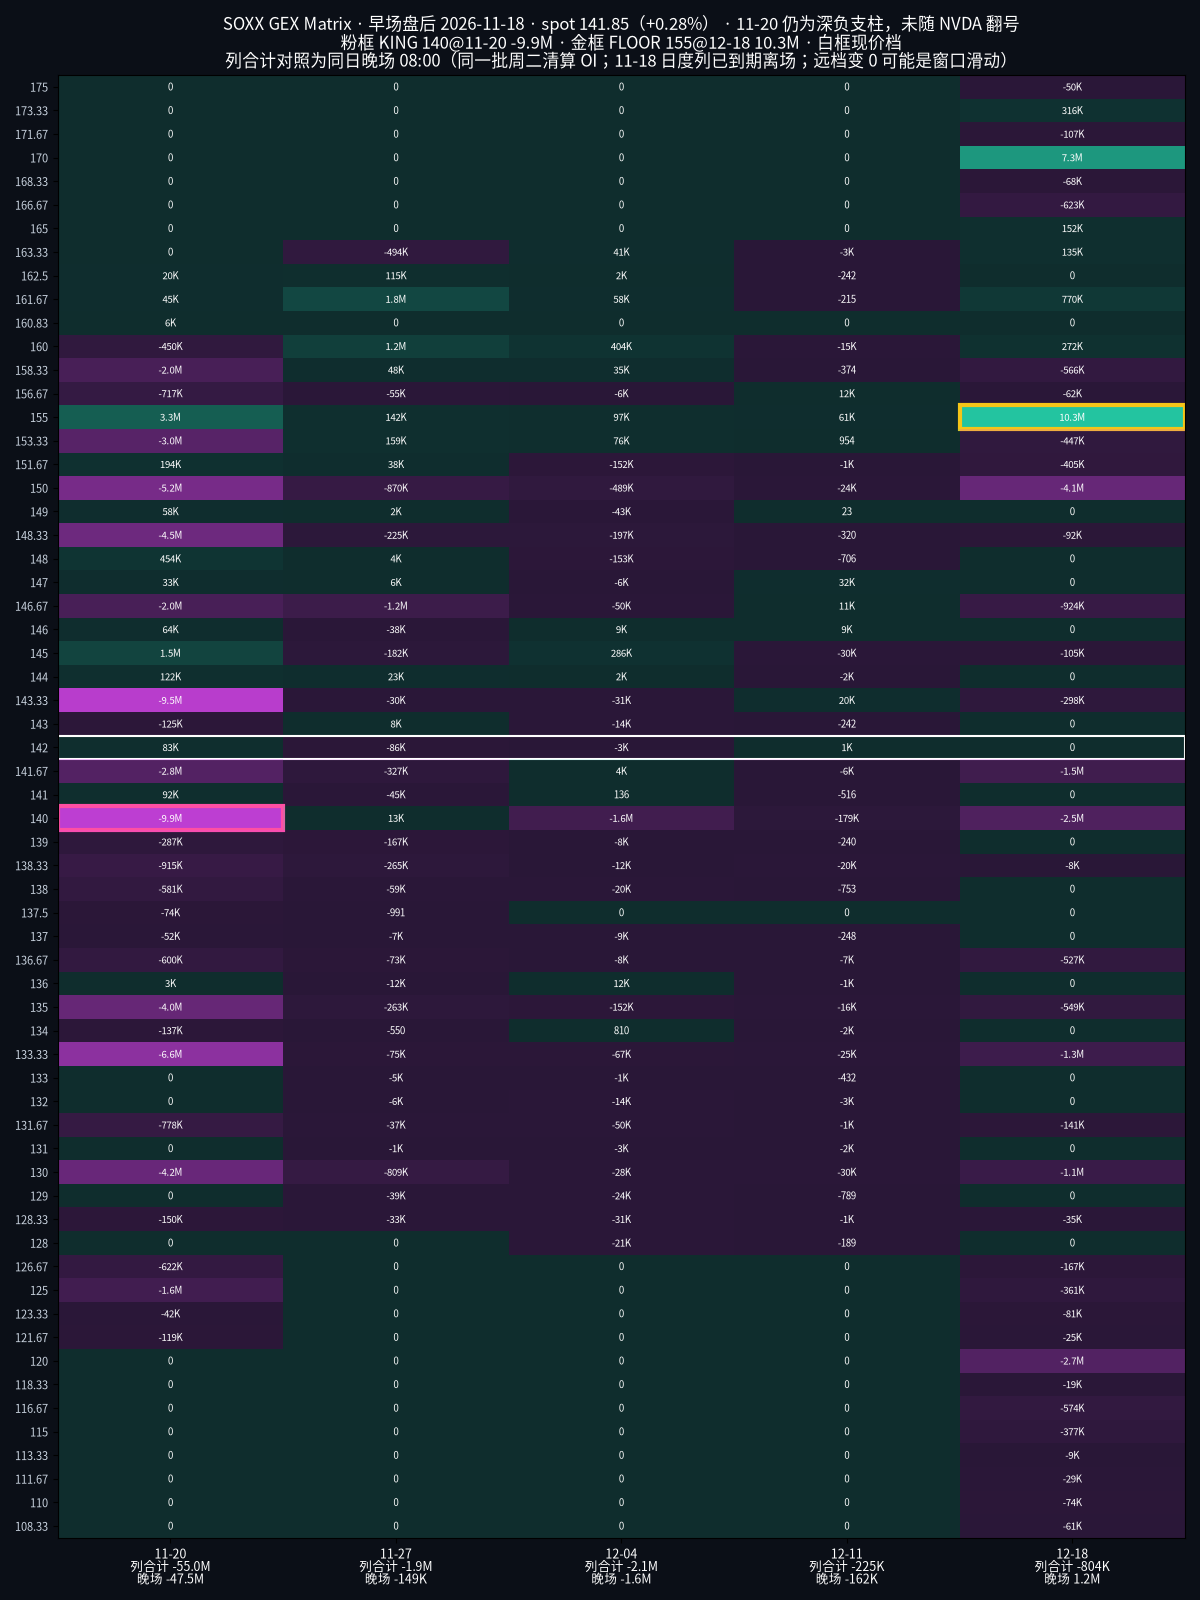 SOXX GEX Matrix · 早场盘后 2026-11-18 · spot 141.85（+0.28%） · 11-20 仍为深负支柱，未随 NVDA 翻号
粉框 KING 140@11-20 -9.9M · 金框 FLOOR 155@12-18 10.3M · 白框现价档
列合计对照为同日晚场 08:00（同一批周二清算 OI；11-18 日度列已到期离场；远档变 0 可能是窗口滑动）
175 0 0 0 0 -50K
173.33 0 0 0 0 316K
171.67 0 0 0 0 -107K
170 0 0 0 0 7.3M
168.33 0 0 0 0 -68K
166.67 0 0 0 0 -623K
165 0 0 0 0 152K
163.33 0 -494K 41K -3K 135K
162.5 20K 115K 2K -242 0
161.67 45K 1.8M 58K -215 770K
160.83 6K 0 0 0 0
160 -450K 1.2M 404K -15K 272K
158.33 -2.0M 48K 35K -374 -566K
156.67 -717K -55K -6K 12K -62K
155 3.3M 142K 97K 61K 10.3M
153.33 -3.0M 159K 76K 954 -447K
151.67 194K 38K -152K -1K -405K
150 -5.2M -870K -489K -24K -4.1M
149 58K 2K -43K 23 0
148.33 -4.5M -225K -197K -320 -92K
148 454K 4K -153K -706 0
147 33K 6K -6K 32K 0
146.67 -2.0M -1.2M -50K 11K -924K
146 64K -38K 9K 9K 0
145 1.5M -182K 286K -30K -105K
144 122K 23K 2K -2K 0
143.33 -9.5M -30K -31K 20K -298K
143 -125K 8K -14K -242 0
142 83K -86K -3K 1K 0
141.67 -2.8M -327K 4K -6K -1.5M
141 92K -45K 136 -516 0
140 -9.9M 13K -1.6M -179K -2.5M
139 -287K -167K -8K -240 0
138.33 -915K -265K -12K -20K -8K
138 -581K -59K -20K -753 0
137.5 -74K -991 0 0 0
137 -52K -7K -9K -248 0
136.67 -600K -73K -8K -7K -527K
136 3K -12K 12K -1K 0
135 -4.0M -263K -152K -16K -549K
134 -137K -550 810 -2K 0
133.33 -6.6M -75K -67K -25K -1.3M
133 0 -5K -1K -432 0
132 0 -6K -14K -3K 0
131.67 -778K -37K -50K -1K -141K
131 0 -1K -3K -2K 0
130 -4.2M -809K -28K -30K -1.1M
129 0 -39K -24K -789 0
128.33 -150K -33K -31K -1K -35K
128 0 0 -21K -189 0
126.67 -622K 0 0 0 -167K
125 -1.6M 0 0 0 -361K
123.33 -42K 0 0 0 -81K
121.67 -119K 0 0 0 -25K
120 0 0 0 0 -2.7M
118.33 0 0 0 0 -19K
116.67 0 0 0 0 -574K
115 0 0 0 0 -377K
113.33 0 0 0 0 -9K
111.67 0 0 0 0 -29K
110 0 0 0 0 -74K
108.33 0 0 0 0 -61K
11-20 11-27 12-04 12-11 12-18
列合计 -55.0M 列合计 -1.9M 列合计 -2.1M 列合计 -225K 列合计 -804K
晚场 -47.5M 晚场 -149K 晚场 -1.6M 晚场 -162K 晚场 1.2M